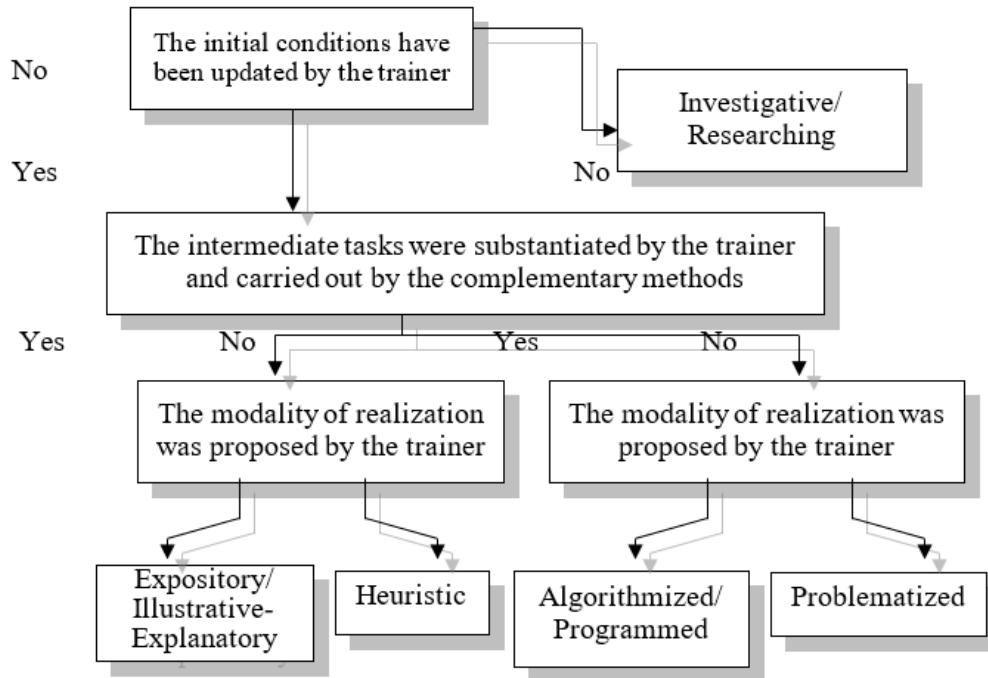 The initial conditions have
been updated by the trainer
No
Investigative/
Researching
Yes
No
The intermediate tasks were substantiated by the trainer
and carried out by the complementary methods
Yes
No
Yes
No
The modality of realization
was proposed by the trainer
The modality of realization was
proposed by the trainer
Expository/
Illustrative-
Explanatory
Heuristic
Algorithmized/
Programmed
Problematized